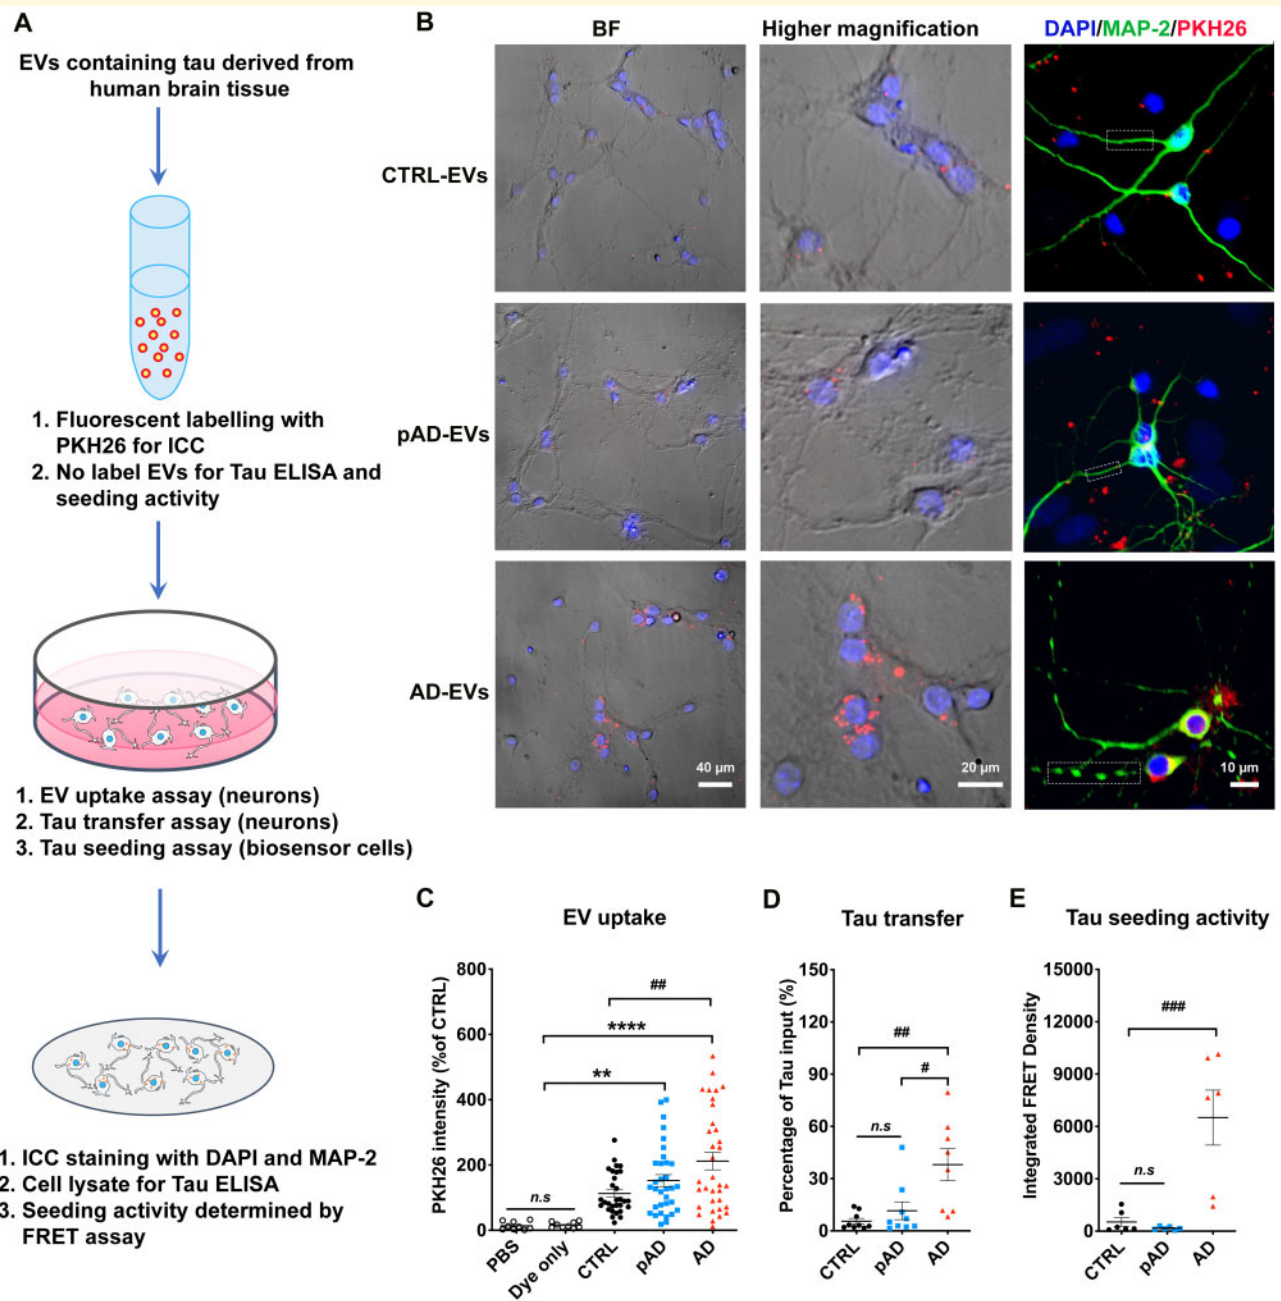 A
EVs containing tau derived from
human brain tissue
1. Fluorescent labelling with
PKH26 for ICC
2. No label EVs for Tau ELISA and
seeding activity
1. EV uptake assay (neurons)
2. Tau transfer assay (neurons)
3. Tau seeding assay (biosensor cells)
1. ICC staining with DAPI and MAP-2
2. Cell lysate for Tau ELISA
3. Seeding activity determined by
FRET assay
B
BF
Higher magnification
DAPI/MAP-2/PKH26
CTRL-EVs
pAD-EVs
AD-EVs
40 µm
20 µm
10 µm
C
EV uptake
PKH26 intensity (%of CTRL)
800
600
400
200
0
##
****
**
n.s
PBS
Dye only
CTRL
pAD
AD
D
Tau transfer
Percentage of Tau input (%)
150
120
90
60
30
0
##
#
n.s
CTRL
pAD
AD
E
Tau seeding activity
Integrated FRET Density
15000
12000
9000
6000
3000
0
###
n.s
CTRL
pAD
AD